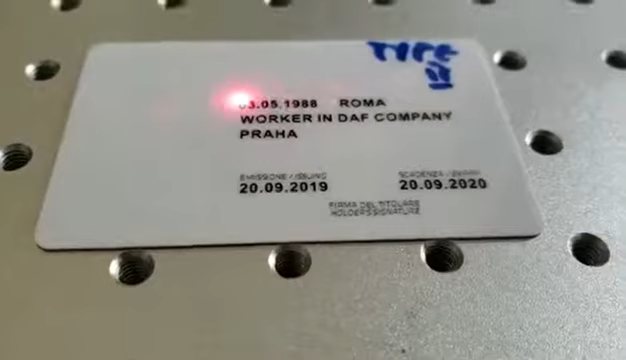 TYPE
03.05.1988 ROMA
WORKER IN DAF COMPANY
PRAHA
EMISSIONE / ISSUING
20.09.2019
SCADENZA / EXPIRY
20.09.2020
FIRMA DEL TITOLARE
HOLDER'S SIGNATURE